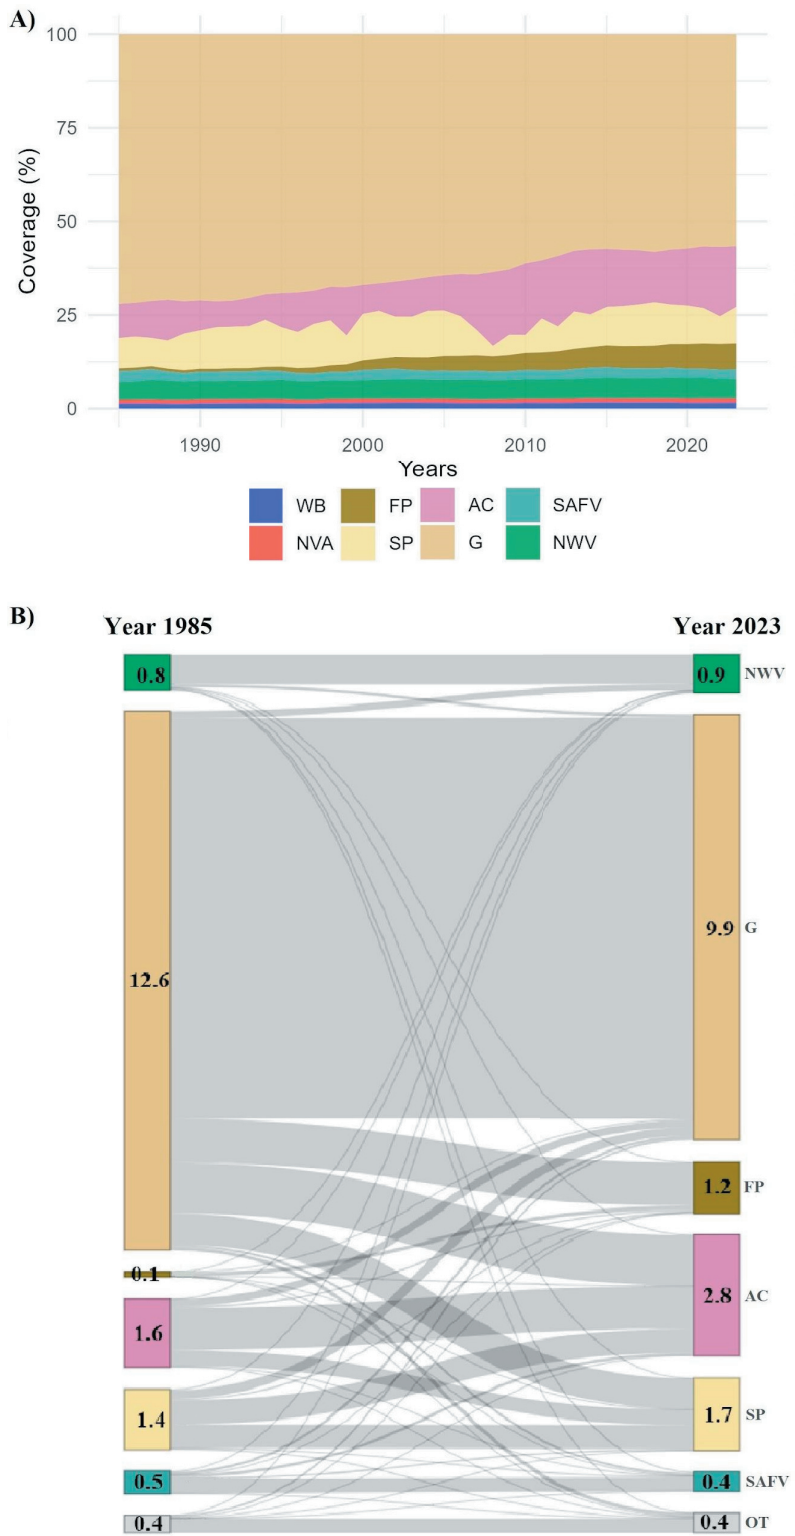 A)
100
75
50
25
0
Coverage (%)
1990 2000 2010 2020
Years
WB FP AC SAFV
NVA SP G NWV
B)
Year 1985 Year 2023
0.8 0.9 NWV
9.9 G
12.6
1.2 FP
0.1
2.8 AC
1.6
1.4 1.7 SP
0.5 0.4 SAFV
0.4 0.4 OT